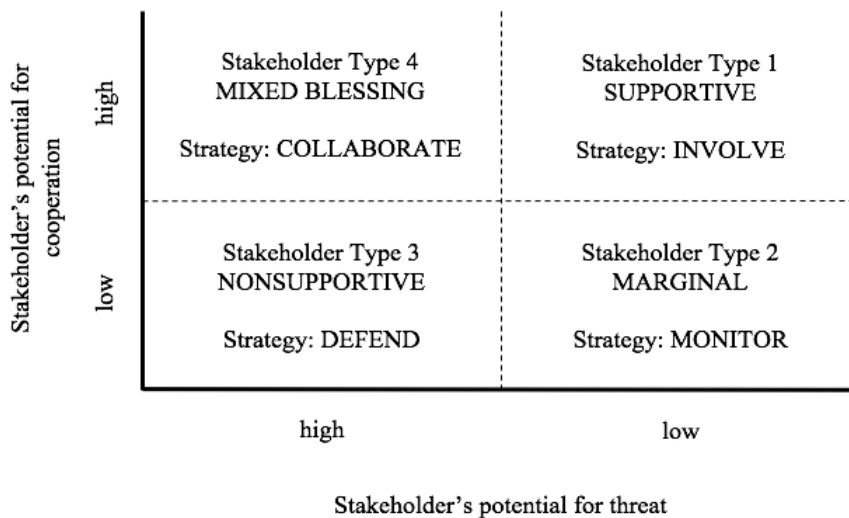 Stakeholder's potential for
cooperation
high
low
Stakeholder Type 4
MIXED BLESSING
Strategy: COLLABORATE
Stakeholder Type 1
SUPPORTIVE
Strategy: INVOLVE
Stakeholder Type 3
NONSUPPORTIVE
Strategy: DEFEND
Stakeholder Type 2
MARGINAL
Strategy: MONITOR
high
low
Stakeholder's potential for threat